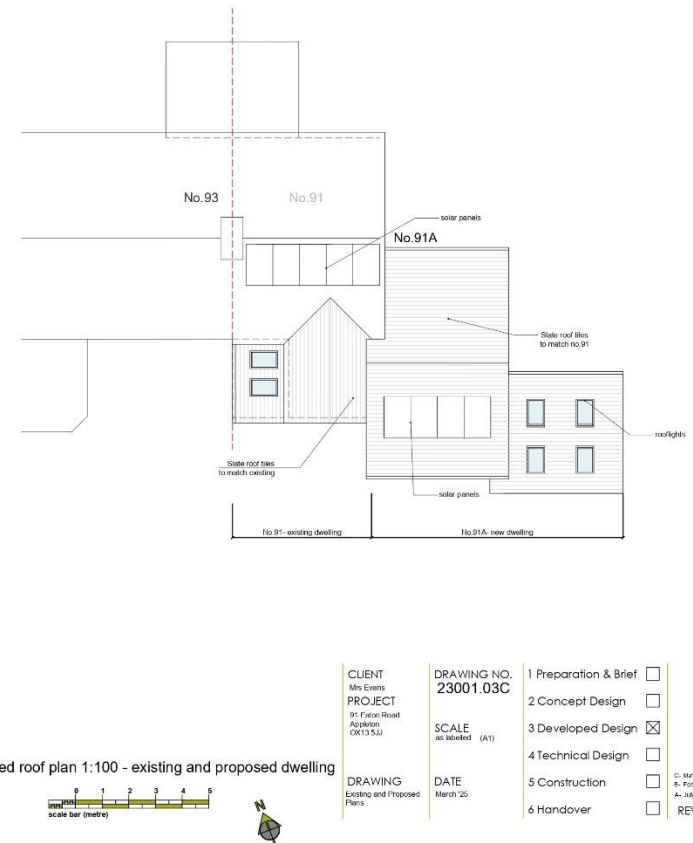 No.93
No.91
solar panels
No.91A
Slate roof tiles
to match no.91
rooflights
Slate roof tiles
to match existing
solar panels
No.91- existing dwelling
No.91A- new dwelling
ed roof plan 1:100 - existing and proposed dwelling
0 1 2 3 4 5
scale bar (metre)
N
CLIENT
Mrs Evans
PROJECT
91 Eaton Road
Appleton
OX13 5JJ
DRAWING
Existing and Proposed
Plans
DRAWING NO.
23001.03C
SCALE
as labelled (A1)
DATE
March '25
1 Preparation & Brief
2 Concept Design
3 Developed Design
4 Technical Design
5 Construction
6 Handover
C- Ma
B- Fe
A- July
REV